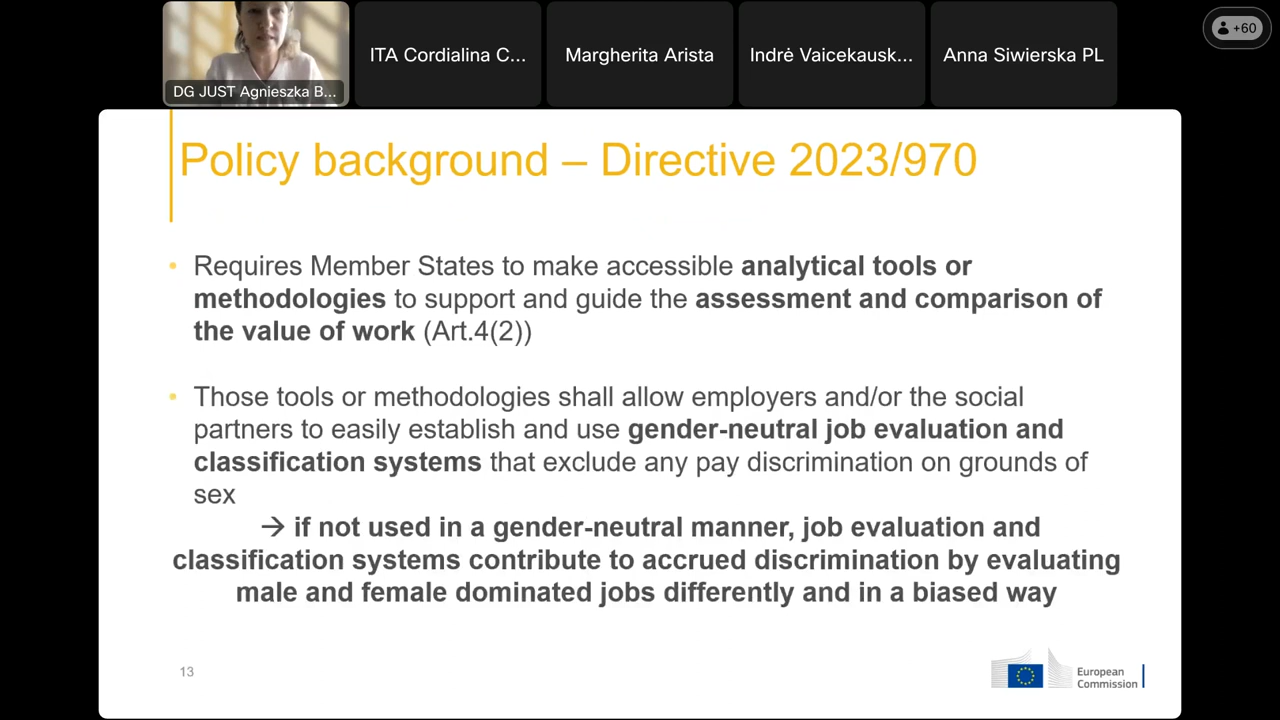 DG JUST Agnieszka B...
ITA Cordialina C...
Margherita Arista
Indrė Vaicekausk...
Anna Siwierska PL
+60
Policy background – Directive 2023/970
• Requires Member States to make accessible analytical tools or
methodologies to support and guide the assessment and comparison of
the value of work (Art.4(2))
• Those tools or methodologies shall allow employers and/or the social
partners to easily establish and use gender-neutral job evaluation and
classification systems that exclude any pay discrimination on grounds of
sex
→ if not used in a gender-neutral manner, job evaluation and
classification systems contribute to accrued discrimination by evaluating
male and female dominated jobs differently and in a biased way
13
European
Commission